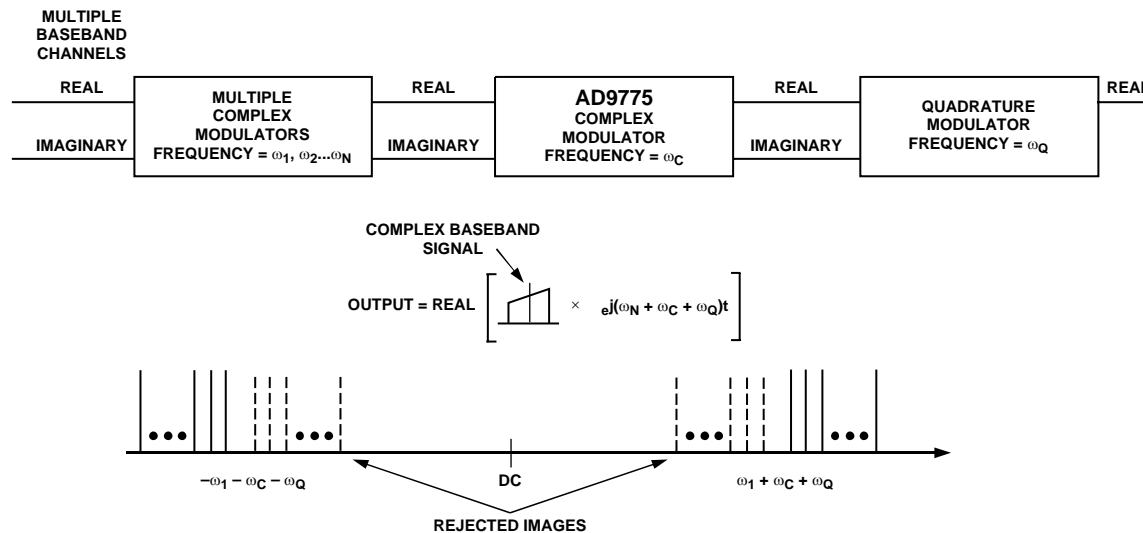 MULTIPLE
BASEBAND
CHANNELS
REAL
IMAGINARY
MULTIPLE
COMPLEX
MODULATORS
FREQUENCY = ω1, ω2...ωN
REAL
IMAGINARY
AD9775
COMPLEX
MODULATOR
FREQUENCY = ωC
REAL
IMAGINARY
QUADRATURE
MODULATOR
FREQUENCY = ωQ
REAL
COMPLEX BASEBAND
SIGNAL
OUTPUT = REAL [ × ej(ωN + ωC + ωQ)t ]
–ω1 – ωC – ωQ
DC
ω1 + ωC + ωQ
REJECTED IMAGES